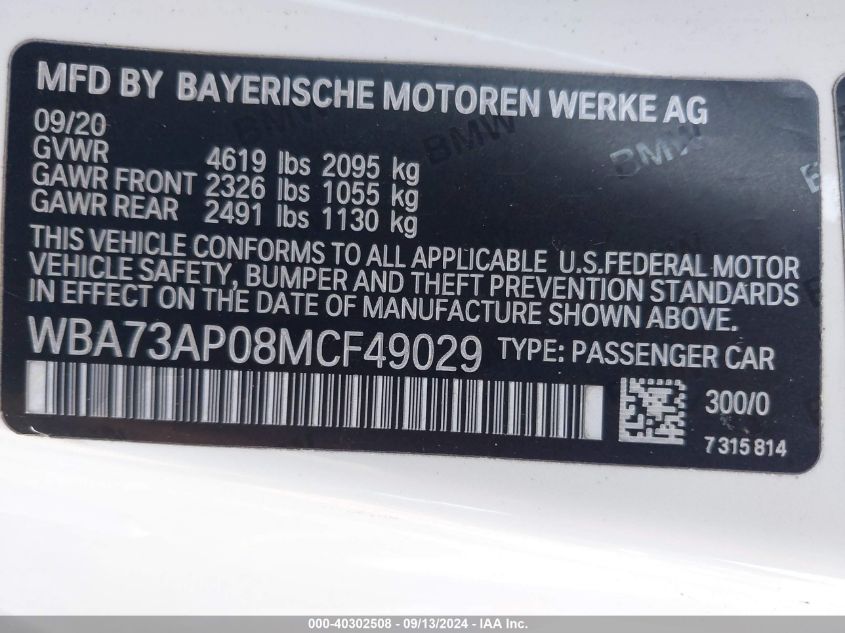 MFD BY BAYERISCHE MOTOREN WERKE AG
09/20
GVWR 4619 lbs 2095 kg
GAWR FRONT 2326 lbs 1055 kg
GAWR REAR 2491 lbs 1130 kg
THIS VEHICLE CONFORMS TO ALL APPLICABLE U.S.FEDERAL MOTOR
VEHICLE SAFETY, BUMPER AND THEFT PREVENTION STANDARDS
IN EFFECT ON THE DATE OF MANUFACTURE SHOWN ABOVE.
WBA73AP08MCF49029 TYPE: PASSENGER CAR
300/0
7315814
BMW
BMW
000-40302508 - 09/13/2024 - IAA Inc.